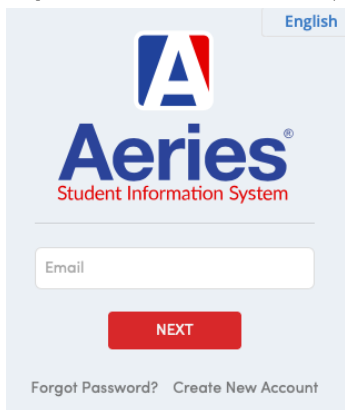 English
A
Aeries®
Student Information System
Email
NEXT
Forgot Password? Create New Account